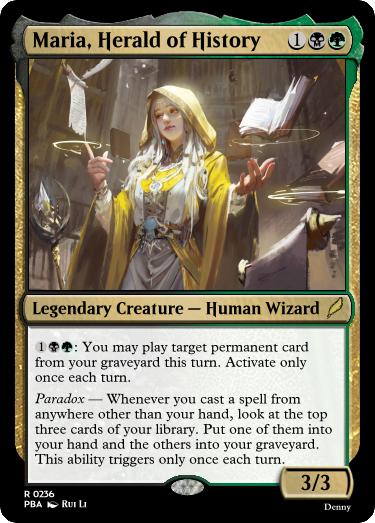 Maria, Herald of History 1
Legendary Creature — Human Wizard
1: You may play target permanent card
from your graveyard this turn. Activate only
once each turn.
Paradox — Whenever you cast a spell from
anywhere other than your hand, look at the top
three cards of your library. Put one of them into
your hand and the others into your graveyard.
This ability triggers only once each turn.
3/3
R 0236
PBA Rui Li
Denny